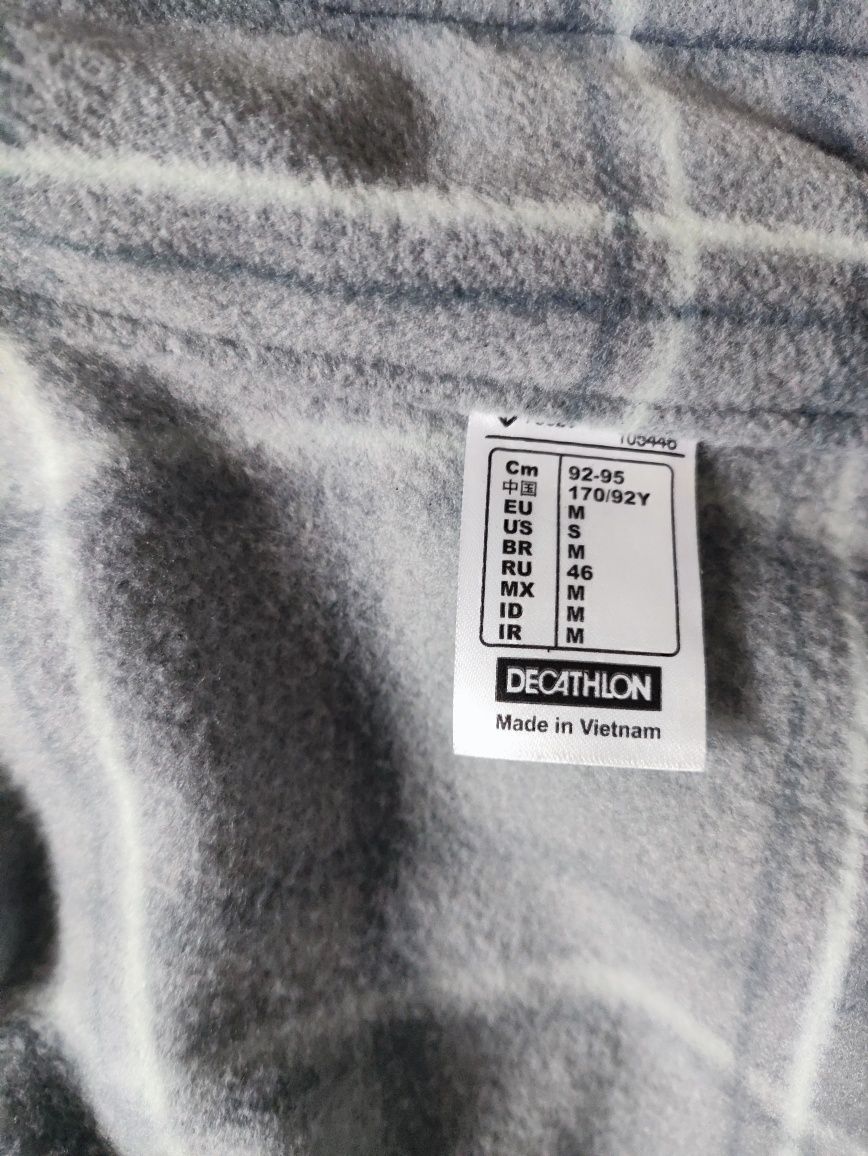 105446
Cm 92-95
中国 170/92Y
EU M
US S
BR M
RU 46
MX M
ID M
IR M
DECATHLON
Made in Vietnam